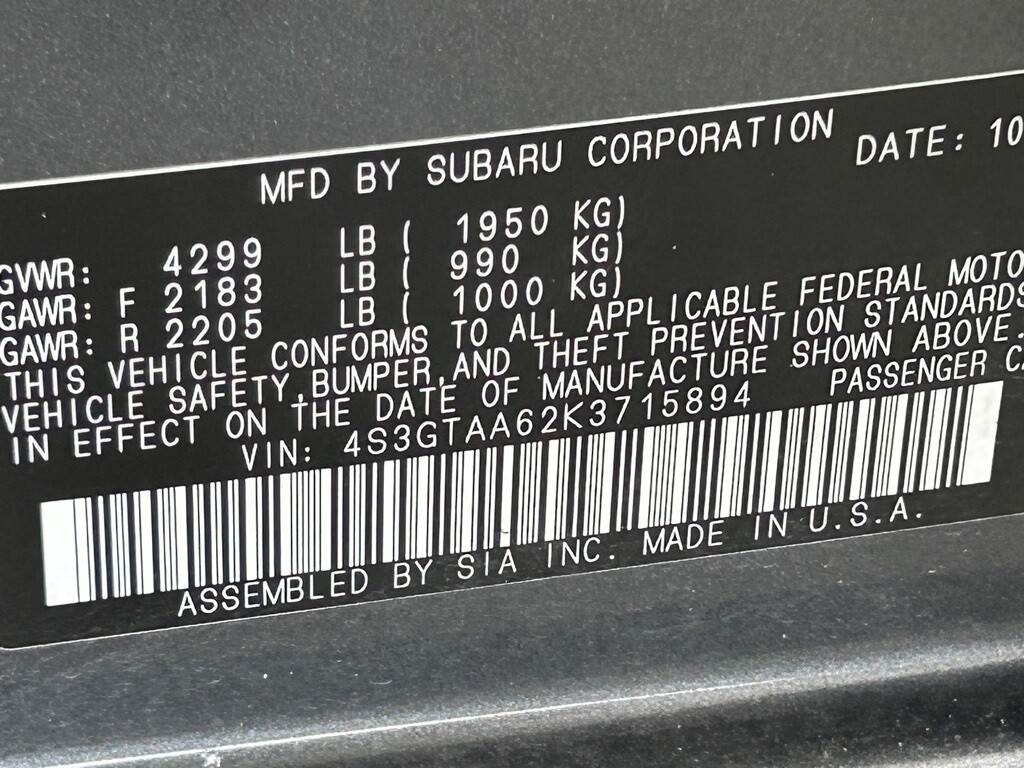 MFD BY SUBARU CORPORATION DATE: 10
GVWR: 4299 LB ( 1950 KG)
GAWR: F 2183 LB ( 990 KG)
GAWR: R 2205 LB ( 1000 KG)
THIS VEHICLE CONFORMS TO ALL APPLICABLE FEDERAL MOTO
VEHICLE SAFETY,BUMPER,AND THEFT PREVENTION STANDARDS
IN EFFECT ON THE DATE OF MANUFACTURE SHOWN ABOVE.
VIN: 4S3GTAA62K3715894 PASSENGER CA
ASSEMBLED BY SIA INC. MADE IN U.S.A.